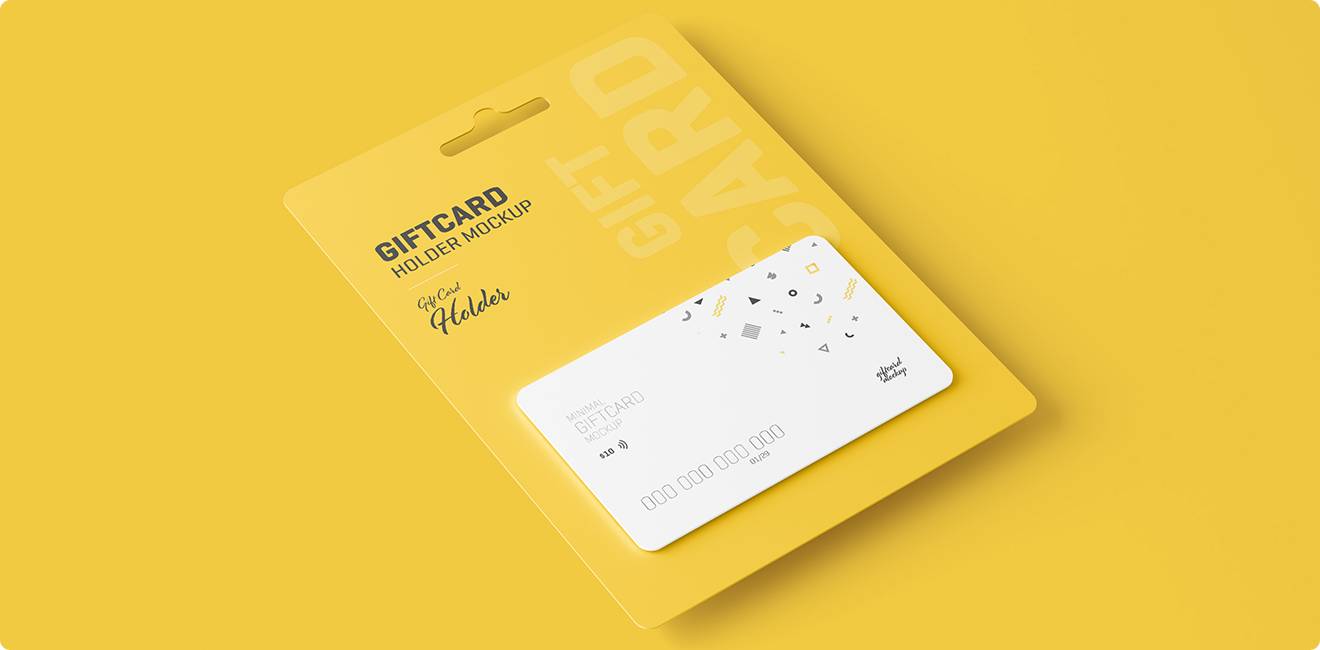 GIFT
CARD
GIFTCARD
HOLDER MOCKUP
Gift Card
Holder
MINIMAL
GIFTCARD
MOCKUP
$10
000 000 000 000
01/29
giftcard
mockup